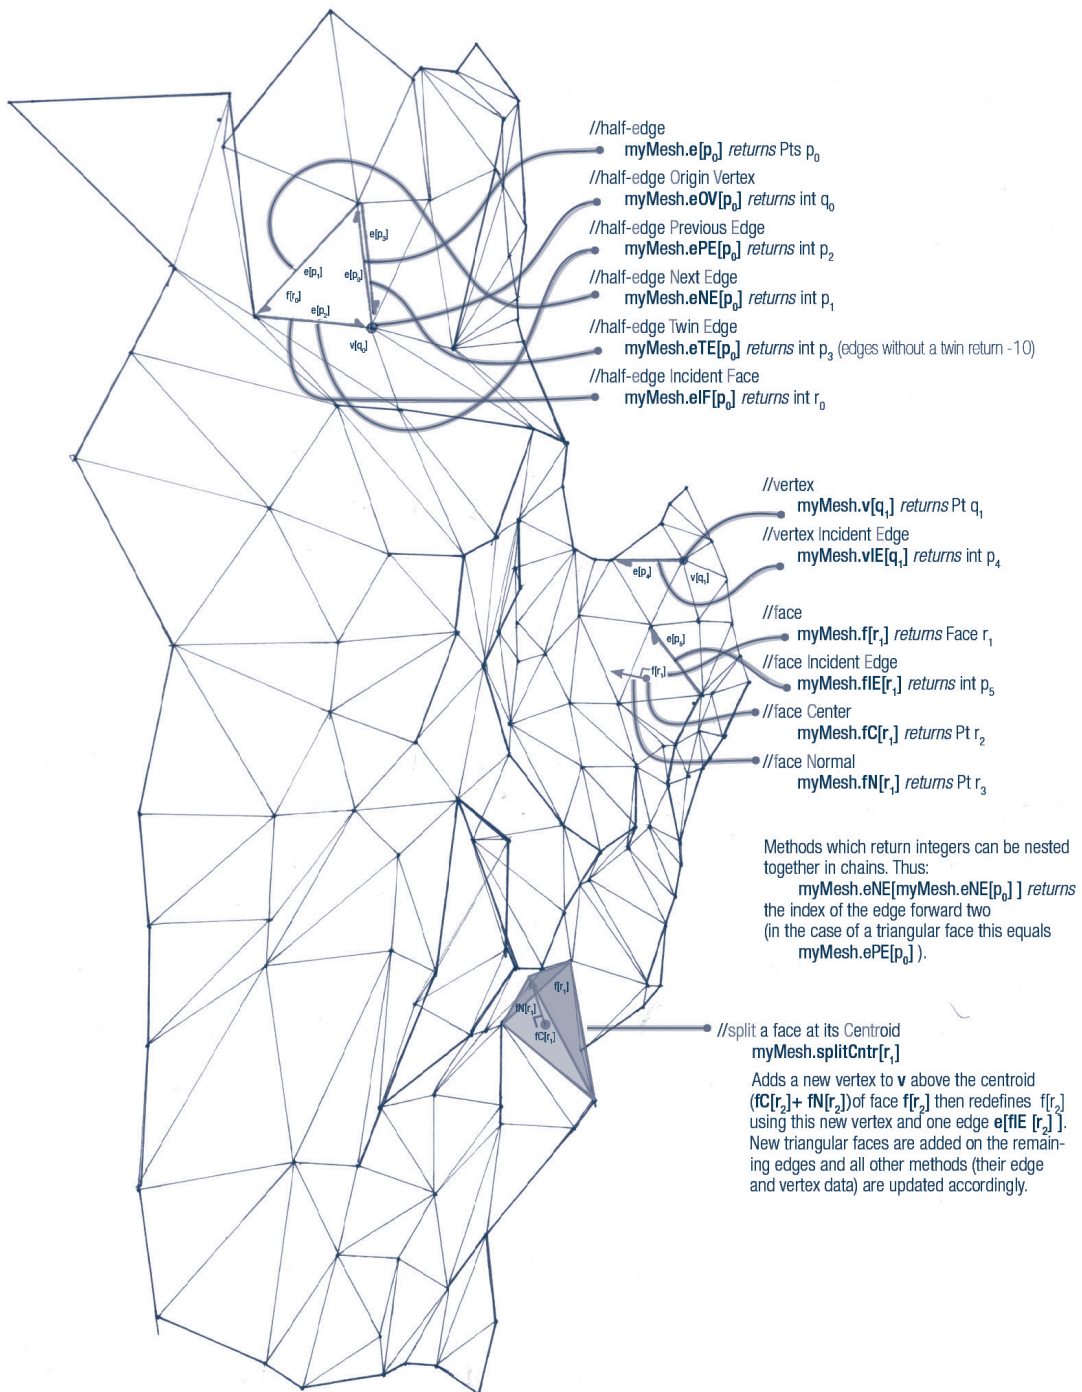 //half-edge
myMesh.e[p₀] returns Pts p₀
//half-edge Origin Vertex
myMesh.eOV[p₀] returns int q₀
//half-edge Previous Edge
myMesh.ePE[p₀] returns int p₂
//half-edge Next Edge
myMesh.eNE[p₀] returns int p₁
//half-edge Twin Edge
myMesh.eTE[p₀] returns int p₃ (edges without a twin return -10)
//half-edge Incident Face
myMesh.eIF[p₀] returns int r₀
e[p₃]
e[p₀]
e[p₁]
f[r₀]
e[p₂]
v[q₀]
//vertex
myMesh.v[q₁] returns Pt q₁
//vertex Incident Edge
myMesh.vIE[q₁] returns int p₄
e[p₄]
v[q₁]
//face
myMesh.f[r₁] returns Face r₁
//face Incident Edge
myMesh.fIE[r₁] returns int p₅
//face Center
myMesh.fC[r₁] returns Pt r₂
//face Normal
myMesh.fN[r₁] returns Pt r₃
e[p₅]
f[r₁]
Methods which return integers can be nested
together in chains. Thus:
myMesh.eNE[myMesh.eNE[p₀] ] returns
the index of the edge forward two
(in the case of a triangular face this equals
myMesh.ePE[p₀] ).
f[r₁]
fN[r₁]
fC[r₁]
//split a face at its Centroid
myMesh.splitCntr[r₁]
Adds a new vertex to v above the centroid
(fC[r₂]+ fN[r₂])of face f[r₂] then redefines f[r₂]
using this new vertex and one edge e[fIE [r₂] ].
New triangular faces are added on the remain-
ing edges and all other methods (their edge
and vertex data) are updated accordingly.